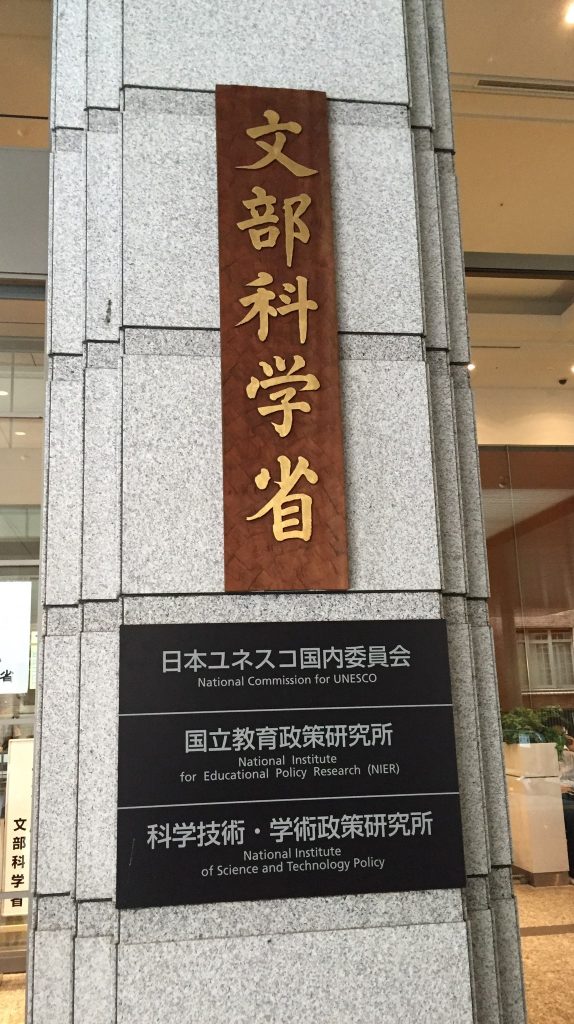 文部科学省
日本ユネスコ国内委員会
National Commission for UNESCO
国立教育政策研究所
National Institute
for Educational Policy Research (NIER)
科学技術・学術政策研究所
National Institute
of Science and Technology Policy
文部科学省
省